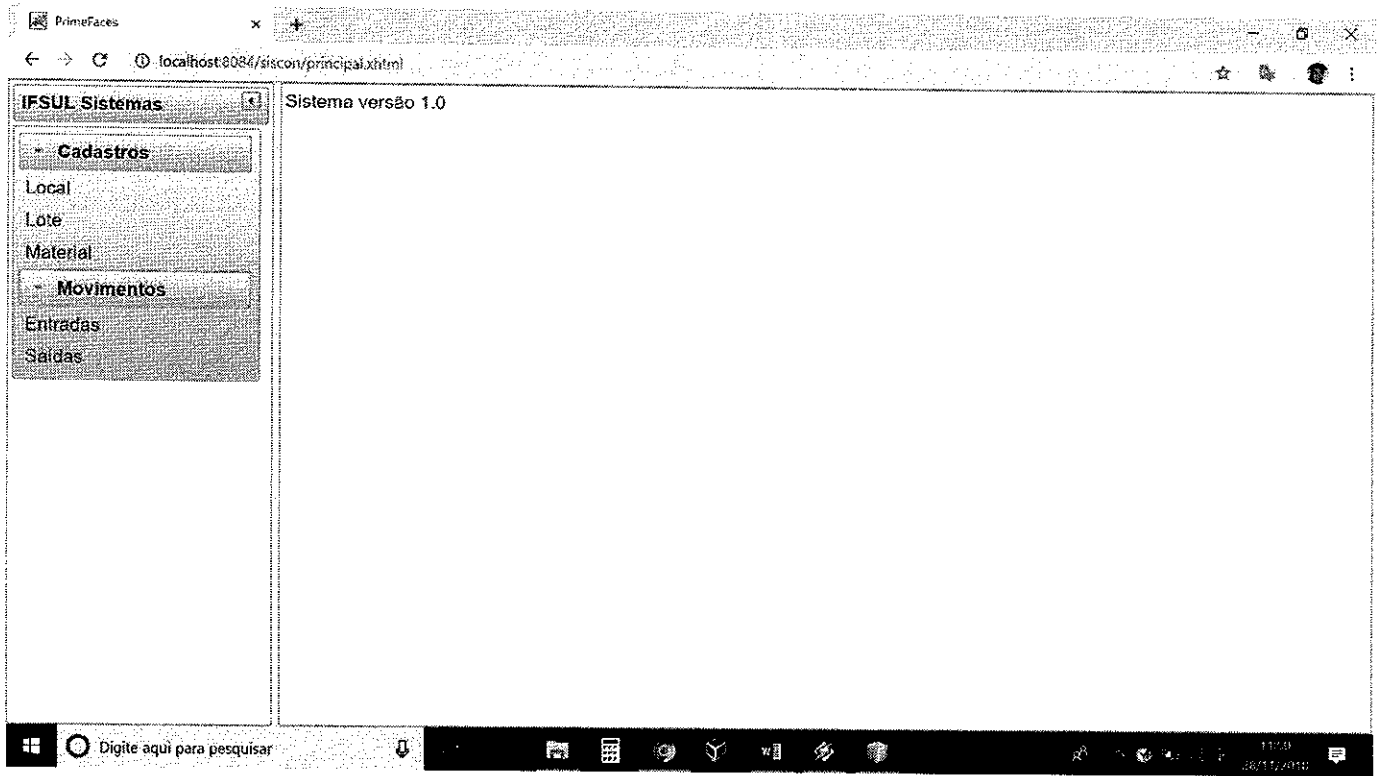 PrimeFaces
localhost:8084/siscon/principal.xhtml
IFSUL Sistemas
Sistema versão 1.0
Cadastros
Local
Lote
Material
Movimentos
Entradas
Saídas
Digite aqui para pesquisar